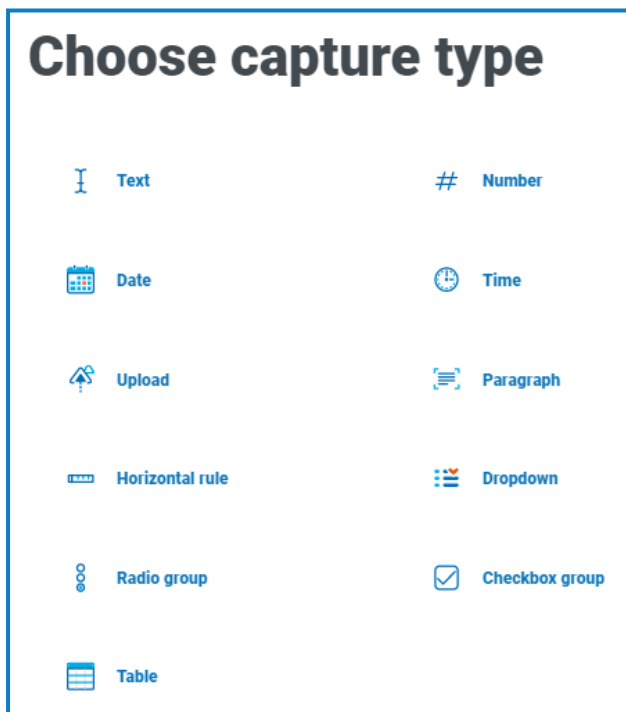 Choose capture type
Text
Number
Date
Time
Upload
Paragraph
Horizontal rule
Dropdown
Radio group
Checkbox group
Table